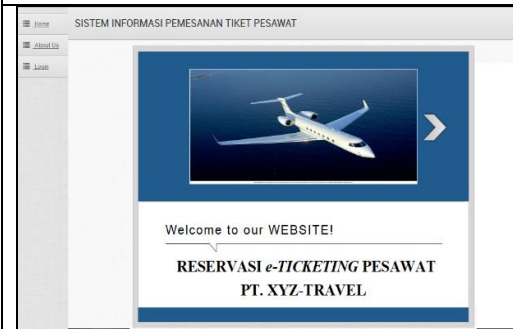 Home
SISTEM INFORMASI PEMESANAN TIKET PESAWAT
About Us
Login
Welcome to our WEBSITE!
RESERVASI e-TICKETING PESAWAT
PT. XYZ-TRAVEL